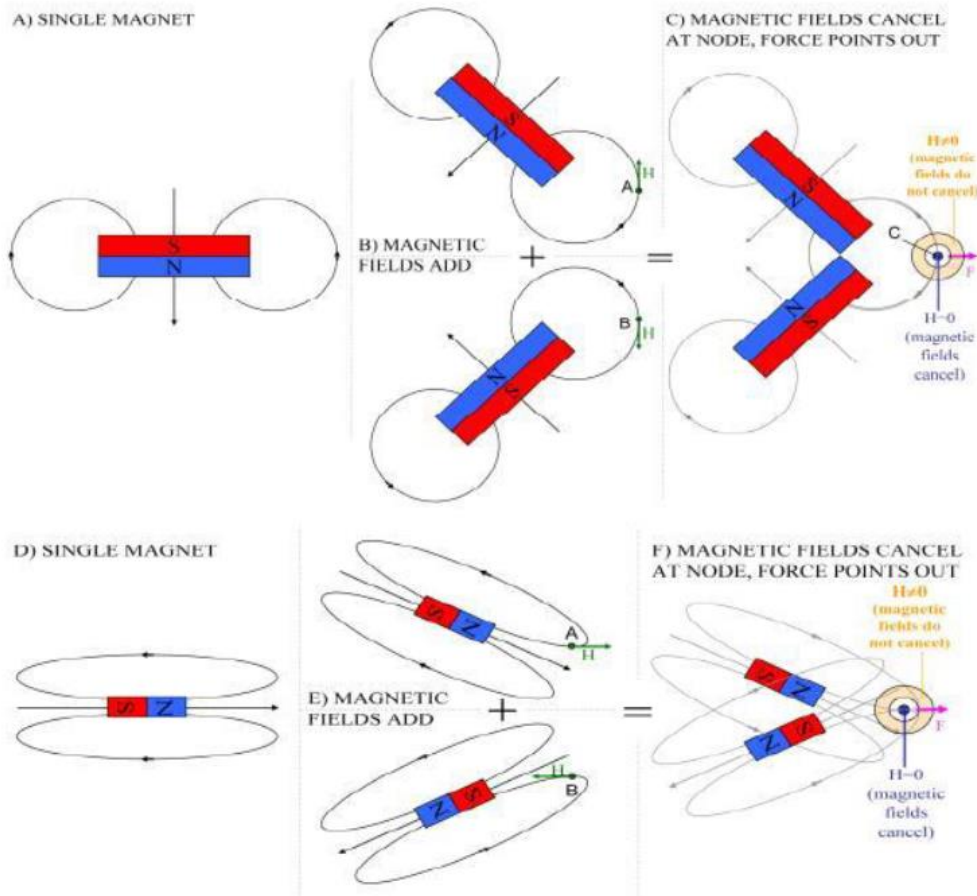 A) SINGLE MAGNET
S
N
S
N
A
H
B) MAGNETIC
FIELDS ADD
+
=
B
H
N
S
C) MAGNETIC FIELDS CANCEL
AT NODE, FORCE POINTS OUT
H≠0
(magnetic
fields do
not cancel)
S
N
C
F
N
S
H=0
(magnetic
fields
cancel)
D) SINGLE MAGNET
S
N
S
N
A
H
E) MAGNETIC
FIELDS ADD
+
=
H
B
N
S
F) MAGNETIC FIELDS CANCEL
AT NODE, FORCE POINTS OUT
H≠0
(magnetic
fields do
not cancel)
S
N
N
S
F
H=0
(magnetic
fields
cancel)